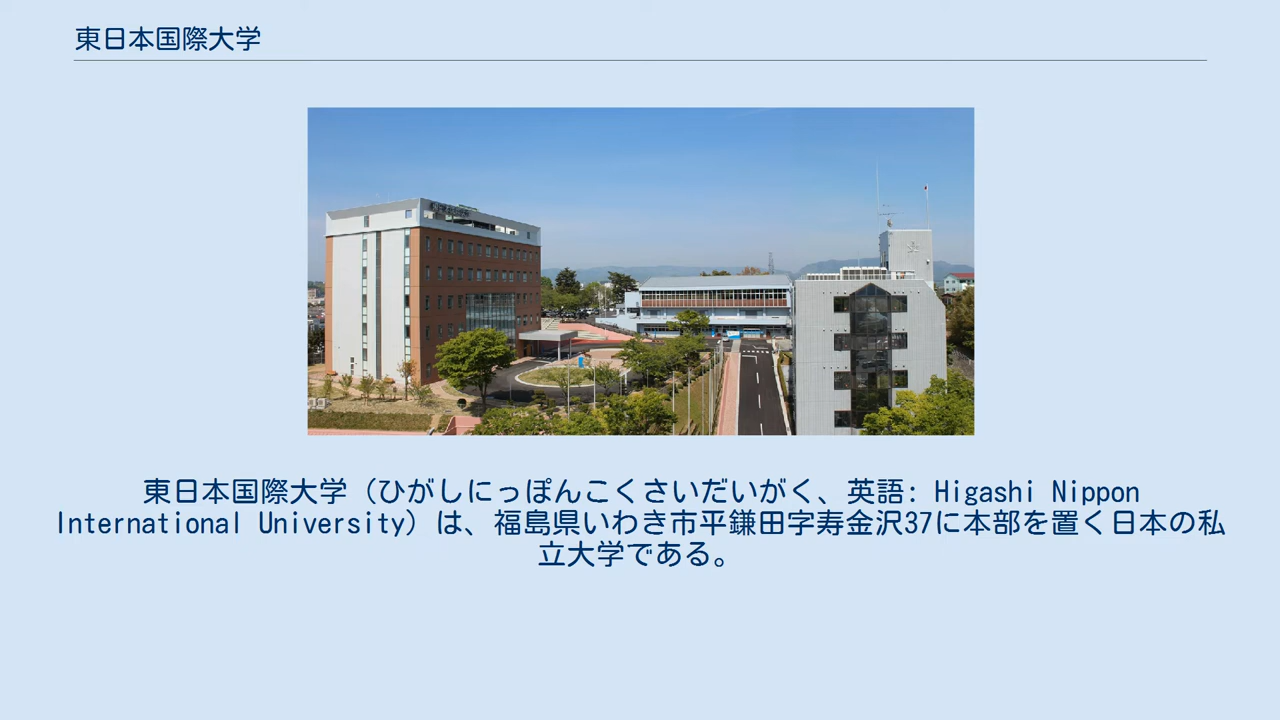 東日本国際大学
東日本国際大学（ひがしにっぽんこくさいだいがく、英語: Higashi Nippon
International University）は、福島県いわき市平鎌田字寿金沢37に本部を置く日本の私
立大学である。